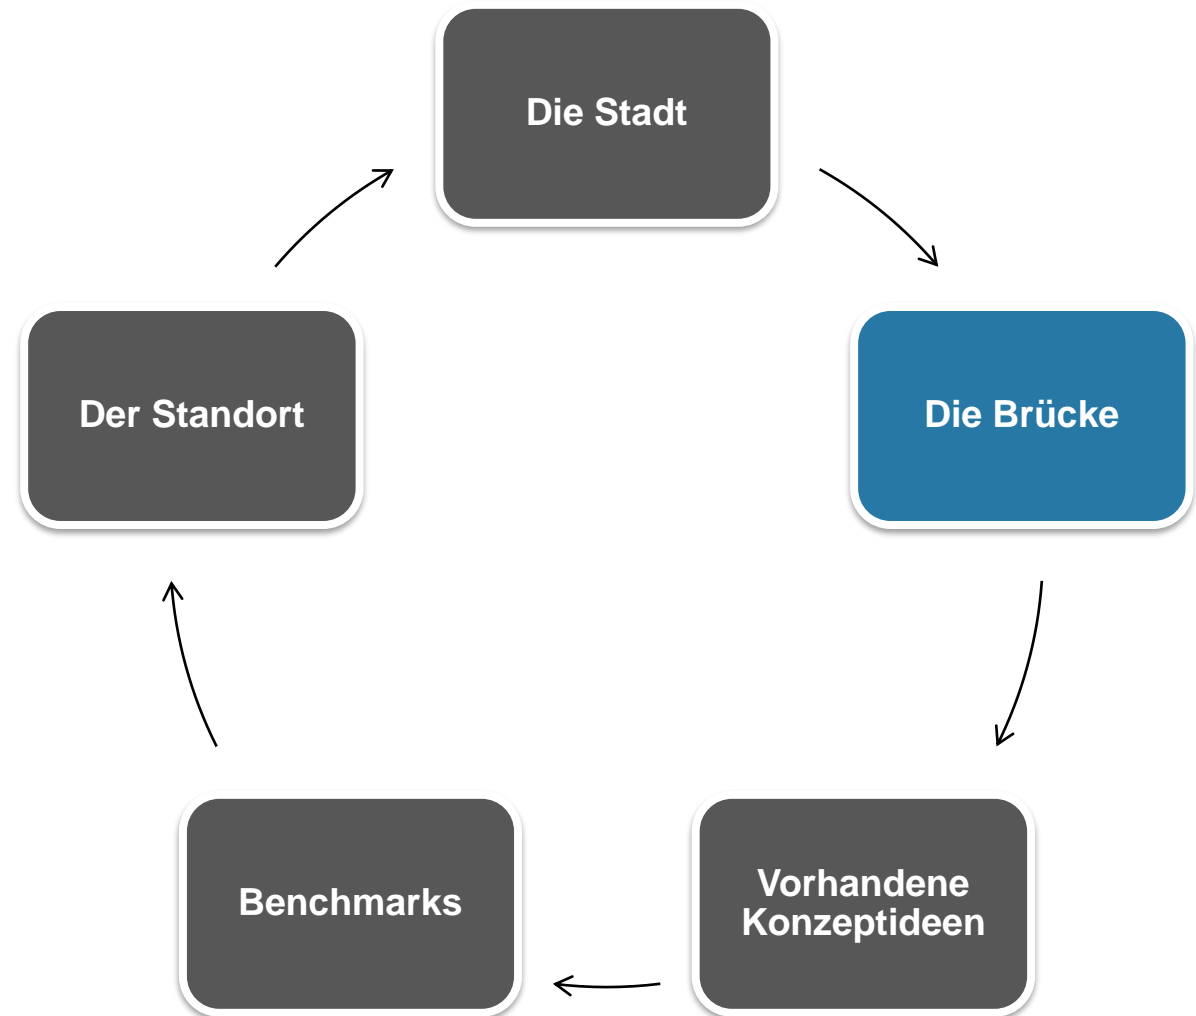 Die Stadt
Der Standort
Die Brücke
Benchmarks
Vorhandene
Konzeptideen